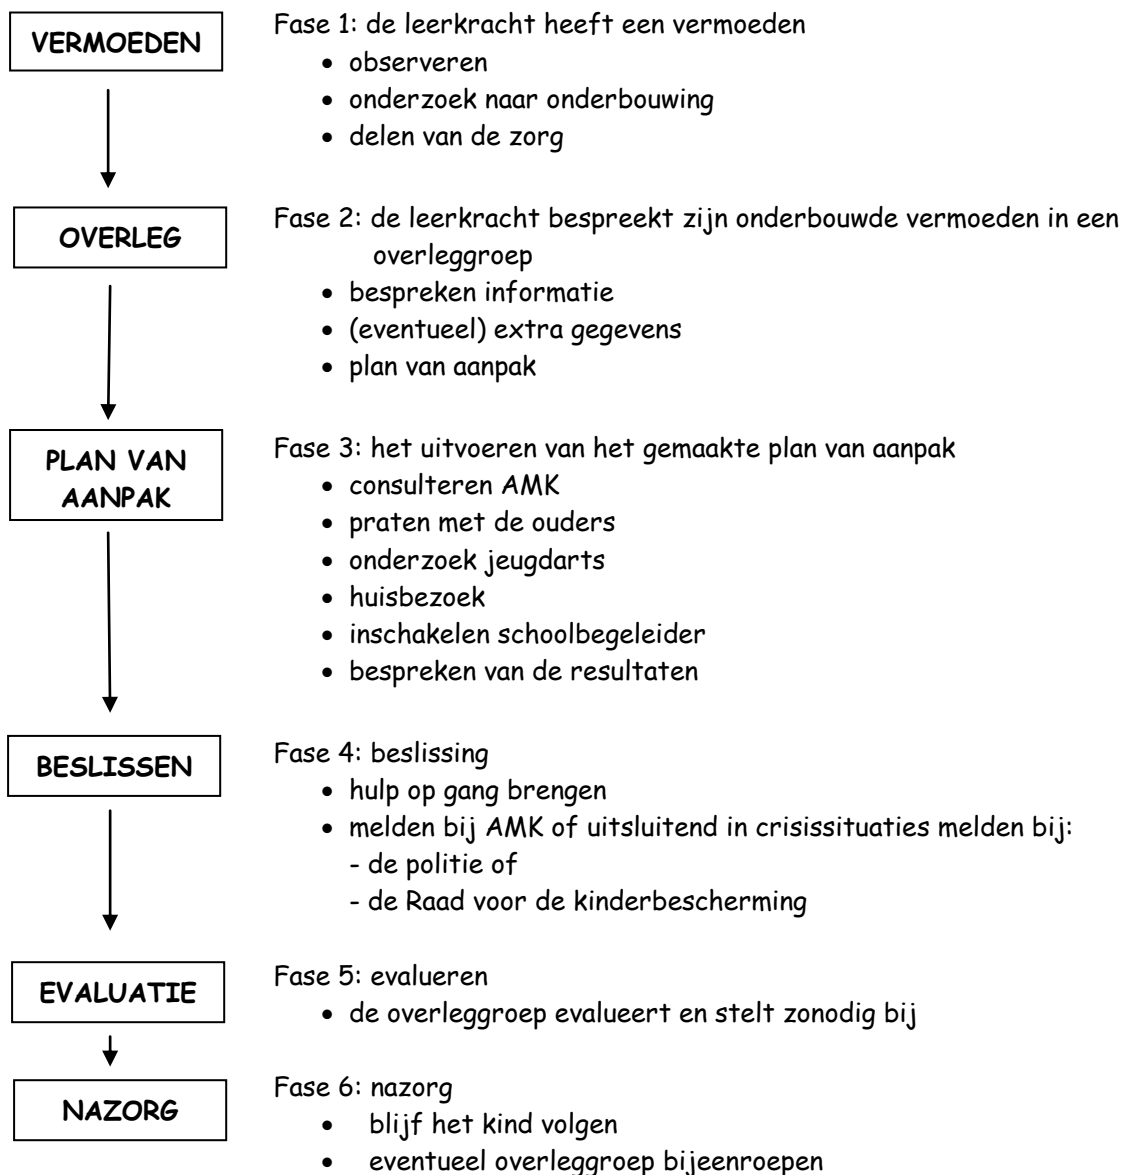 VERMOEDEN
Fase 1: de leerkracht heeft een vermoeden
• observeren
• onderzoek naar onderbouwing
• delen van de zorg
OVERLEG
Fase 2: de leerkracht bespreekt zijn onderbouwde vermoeden in een
overleggroep
• bespreken informatie
• (eventueel) extra gegevens
• plan van aanpak
PLAN VAN
AANPAK
Fase 3: het uitvoeren van het gemaakte plan van aanpak
• consulteren AMK
• praten met de ouders
• onderzoek jeugdarts
• huisbezoek
• inschakelen schoolbegeleider
• bespreken van de resultaten
BESLISSEN
Fase 4: beslissing
• hulp op gang brengen
• melden bij AMK of uitsluitend in crisissituaties melden bij:
- de politie of
- de Raad voor de kinderbescherming
EVALUATIE
Fase 5: evalueren
• de overleggroep evalueert en stelt zonodig bij
NAZORG
Fase 6: nazorg
• blijf het kind volgen
• eventueel overleggroep bijeenroepen